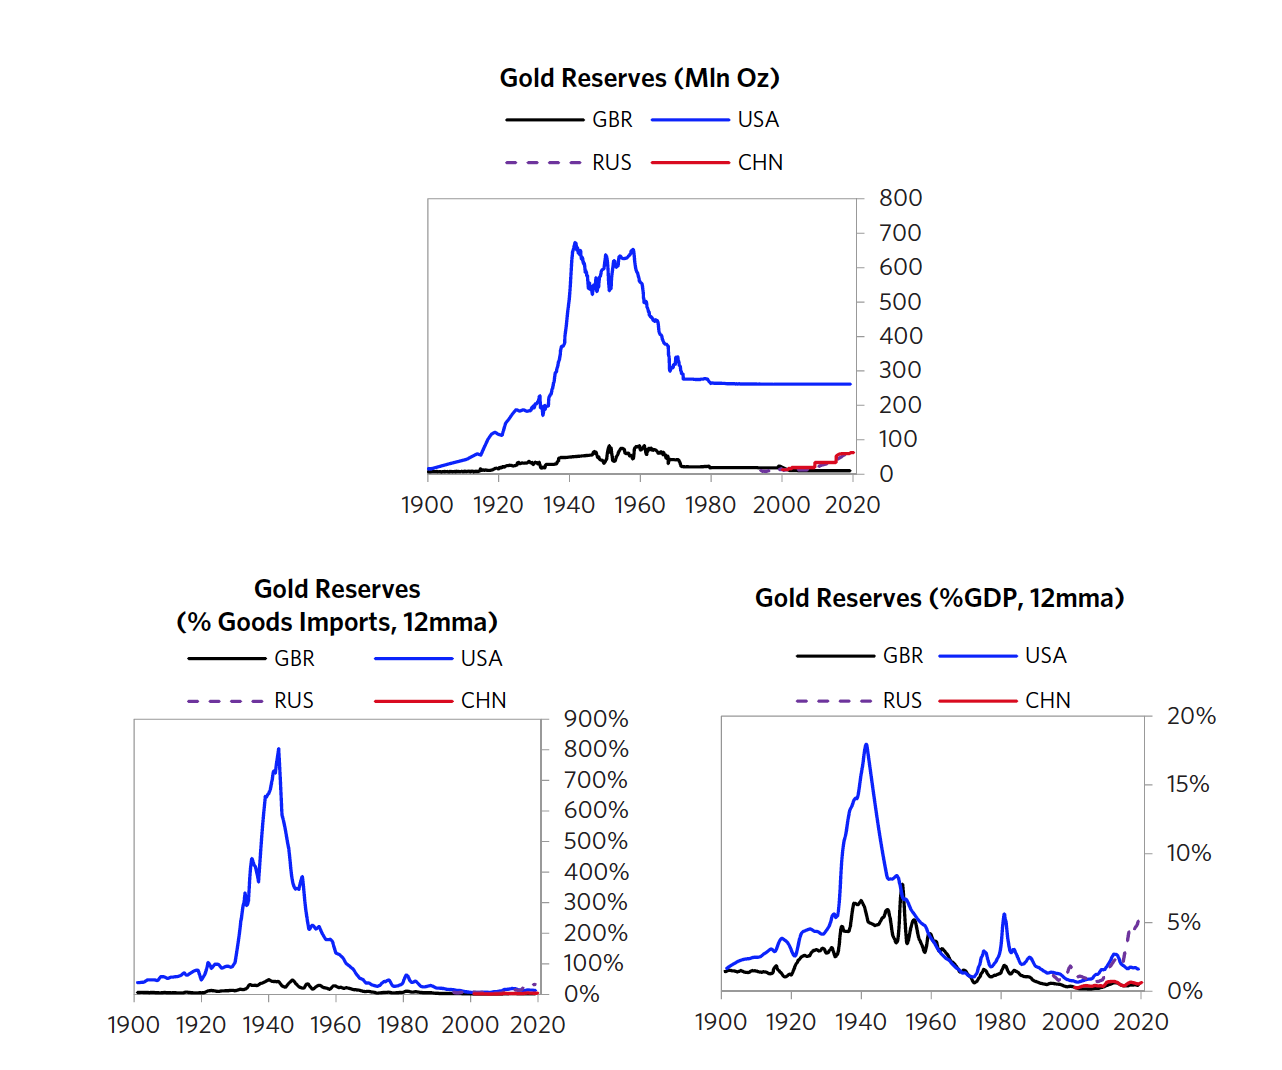 Gold Reserves (Mln Oz)
GBR USA
RUS CHN
800
700
600
500
400
300
200
100
0
1900 1920 1940 1960 1980 2000 2020
Gold Reserves
(% Goods Imports, 12mma)
GBR USA
RUS CHN
900%
800%
700%
600%
500%
400%
300%
200%
100%
0%
1900 1920 1940 1960 1980 2000 2020
Gold Reserves (%GDP, 12mma)
GBR USA
RUS CHN
20%
15%
10%
5%
0%
1900 1920 1940 1960 1980 2000 2020